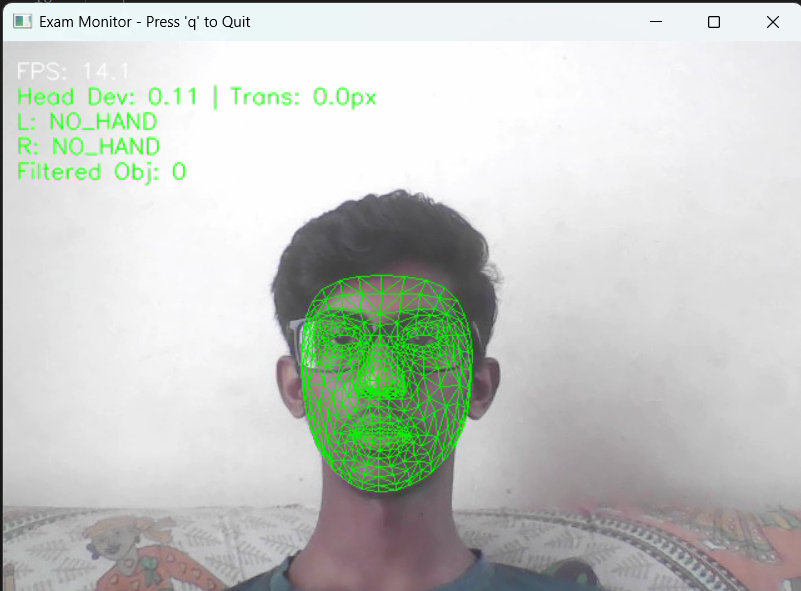 Exam Monitor - Press 'q' to Quit
FPS: 14.1
Head Dev: 0.11 | Trans: 0.0px
L: NO_HAND
R: NO_HAND
Filtered Obj: 0